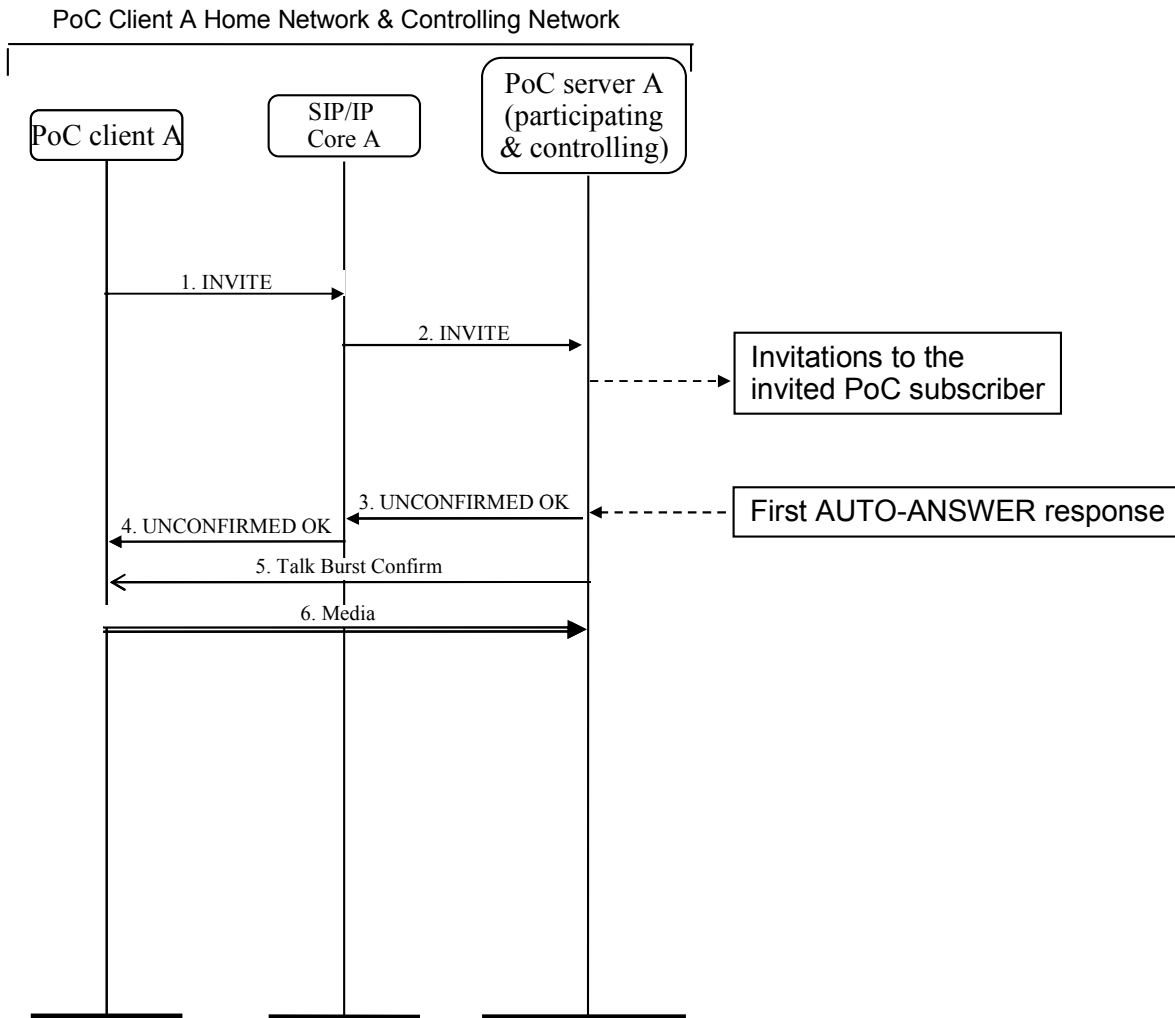 PoC Client A Home Network & Controlling Network
PoC client A
SIP/IP
Core A
PoC server A
(participating
& controlling)
1. INVITE
2. INVITE
Invitations to the
invited PoC subscriber
3. UNCONFIRMED OK
First AUTO-ANSWER response
4. UNCONFIRMED OK
5. Talk Burst Confirm
6. Media